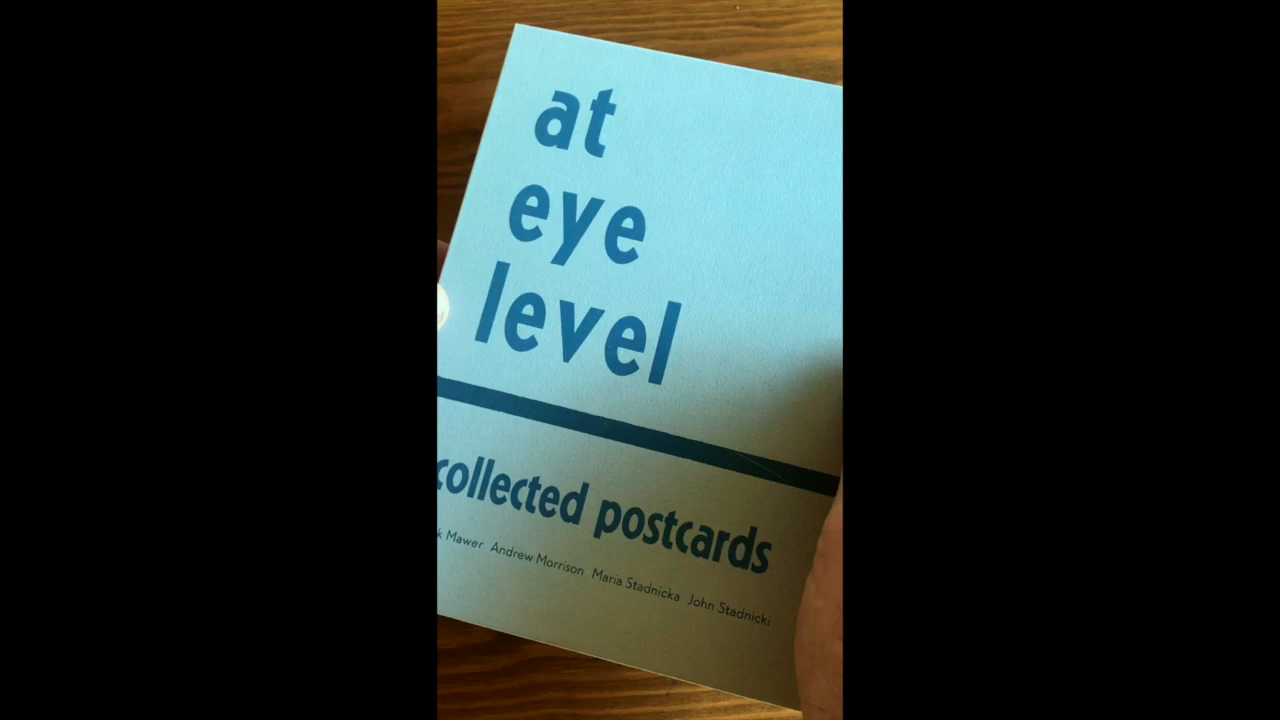 at
eye
level
collected postcards
k Mawer Andrew Morrison Maria Stadnicka John Stadnicki